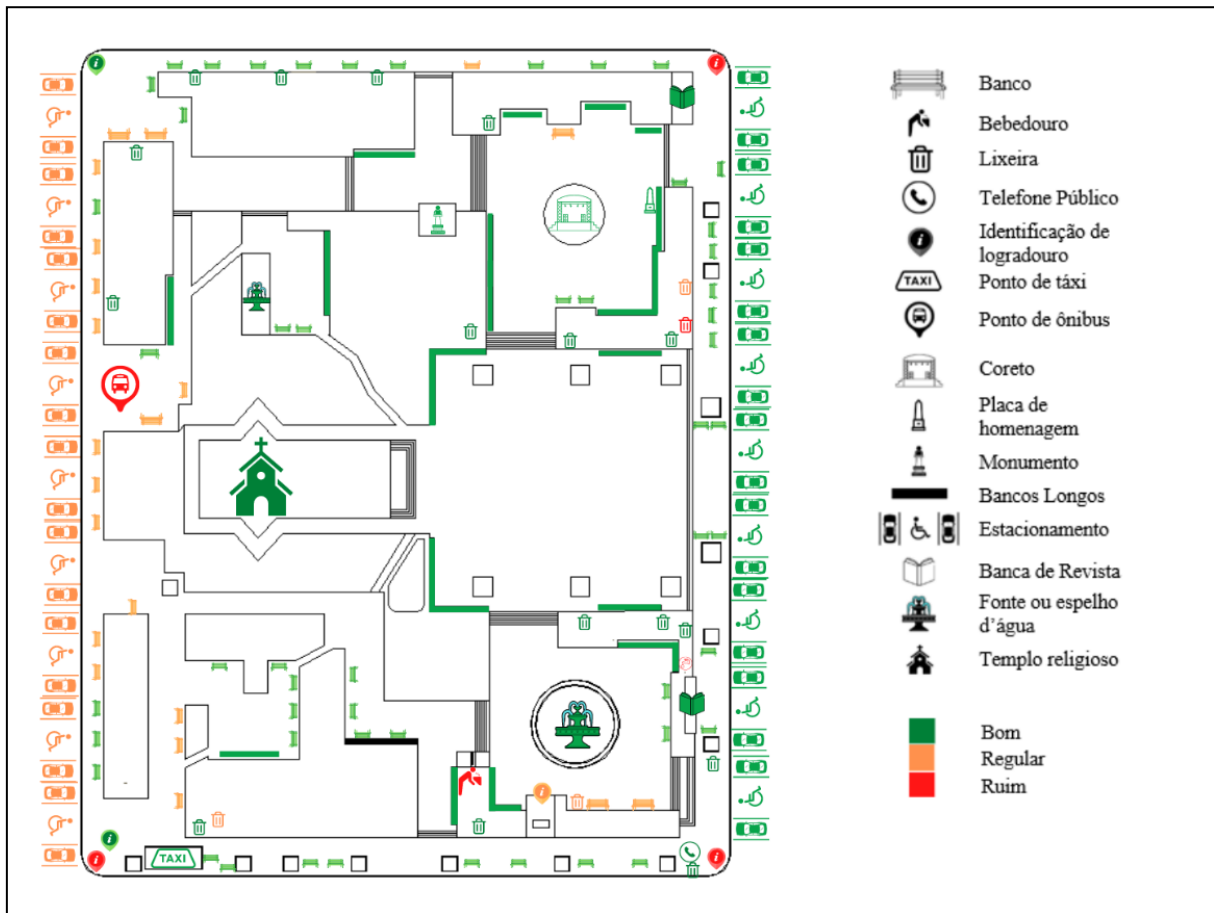 Banco
Bebedouro
Lixeira
Telefone Público
Identificação de
logradouro
TAXI
Ponto de táxi
Ponto de ônibus
Coreto
Placa de
homenagem
Monumento
Bancos Longos
Estacionamento
Banca de Revista
Fonte ou espelho
d'água
Templo religioso
Bom
Regular
Ruim
TAXI